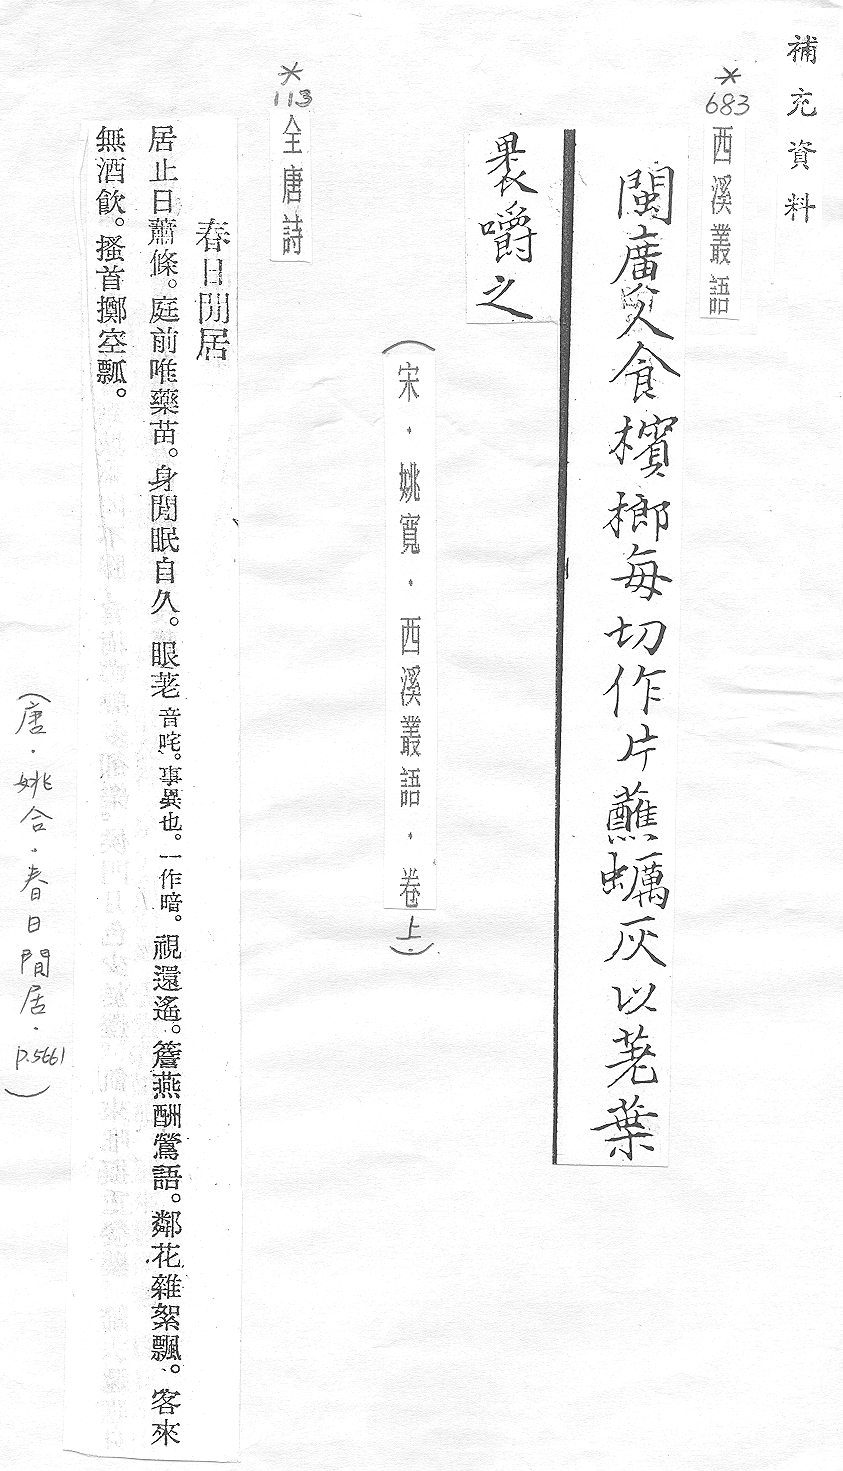 補充資料
*
683
西溪叢語
閩廣人食檳榔每切作片蘸蠣灰以荖葉
裹嚼之
(宋．姚寬．西溪叢語．卷上．)
*
113
全唐詩
春日閒居
居止日蕭條。庭前唯藥苗。身閒眠自久。眼荖音咤。事異也。一作暗。視還遙。簷燕酬鶯語。鄰花雜絮飄。客來
無酒飲。搔首擲空瓢。
(唐．姚合．春日閒居．p.5661)